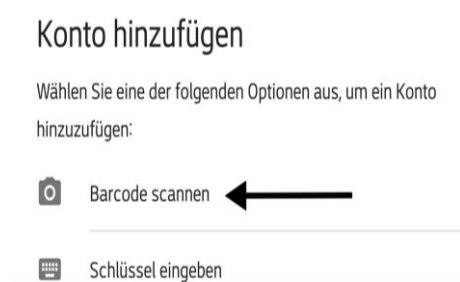 Konto hinzufügen
Wählen Sie eine der folgenden Optionen aus, um ein Konto
hinzuzufügen:
Barcode scannen
Schlüssel eingeben